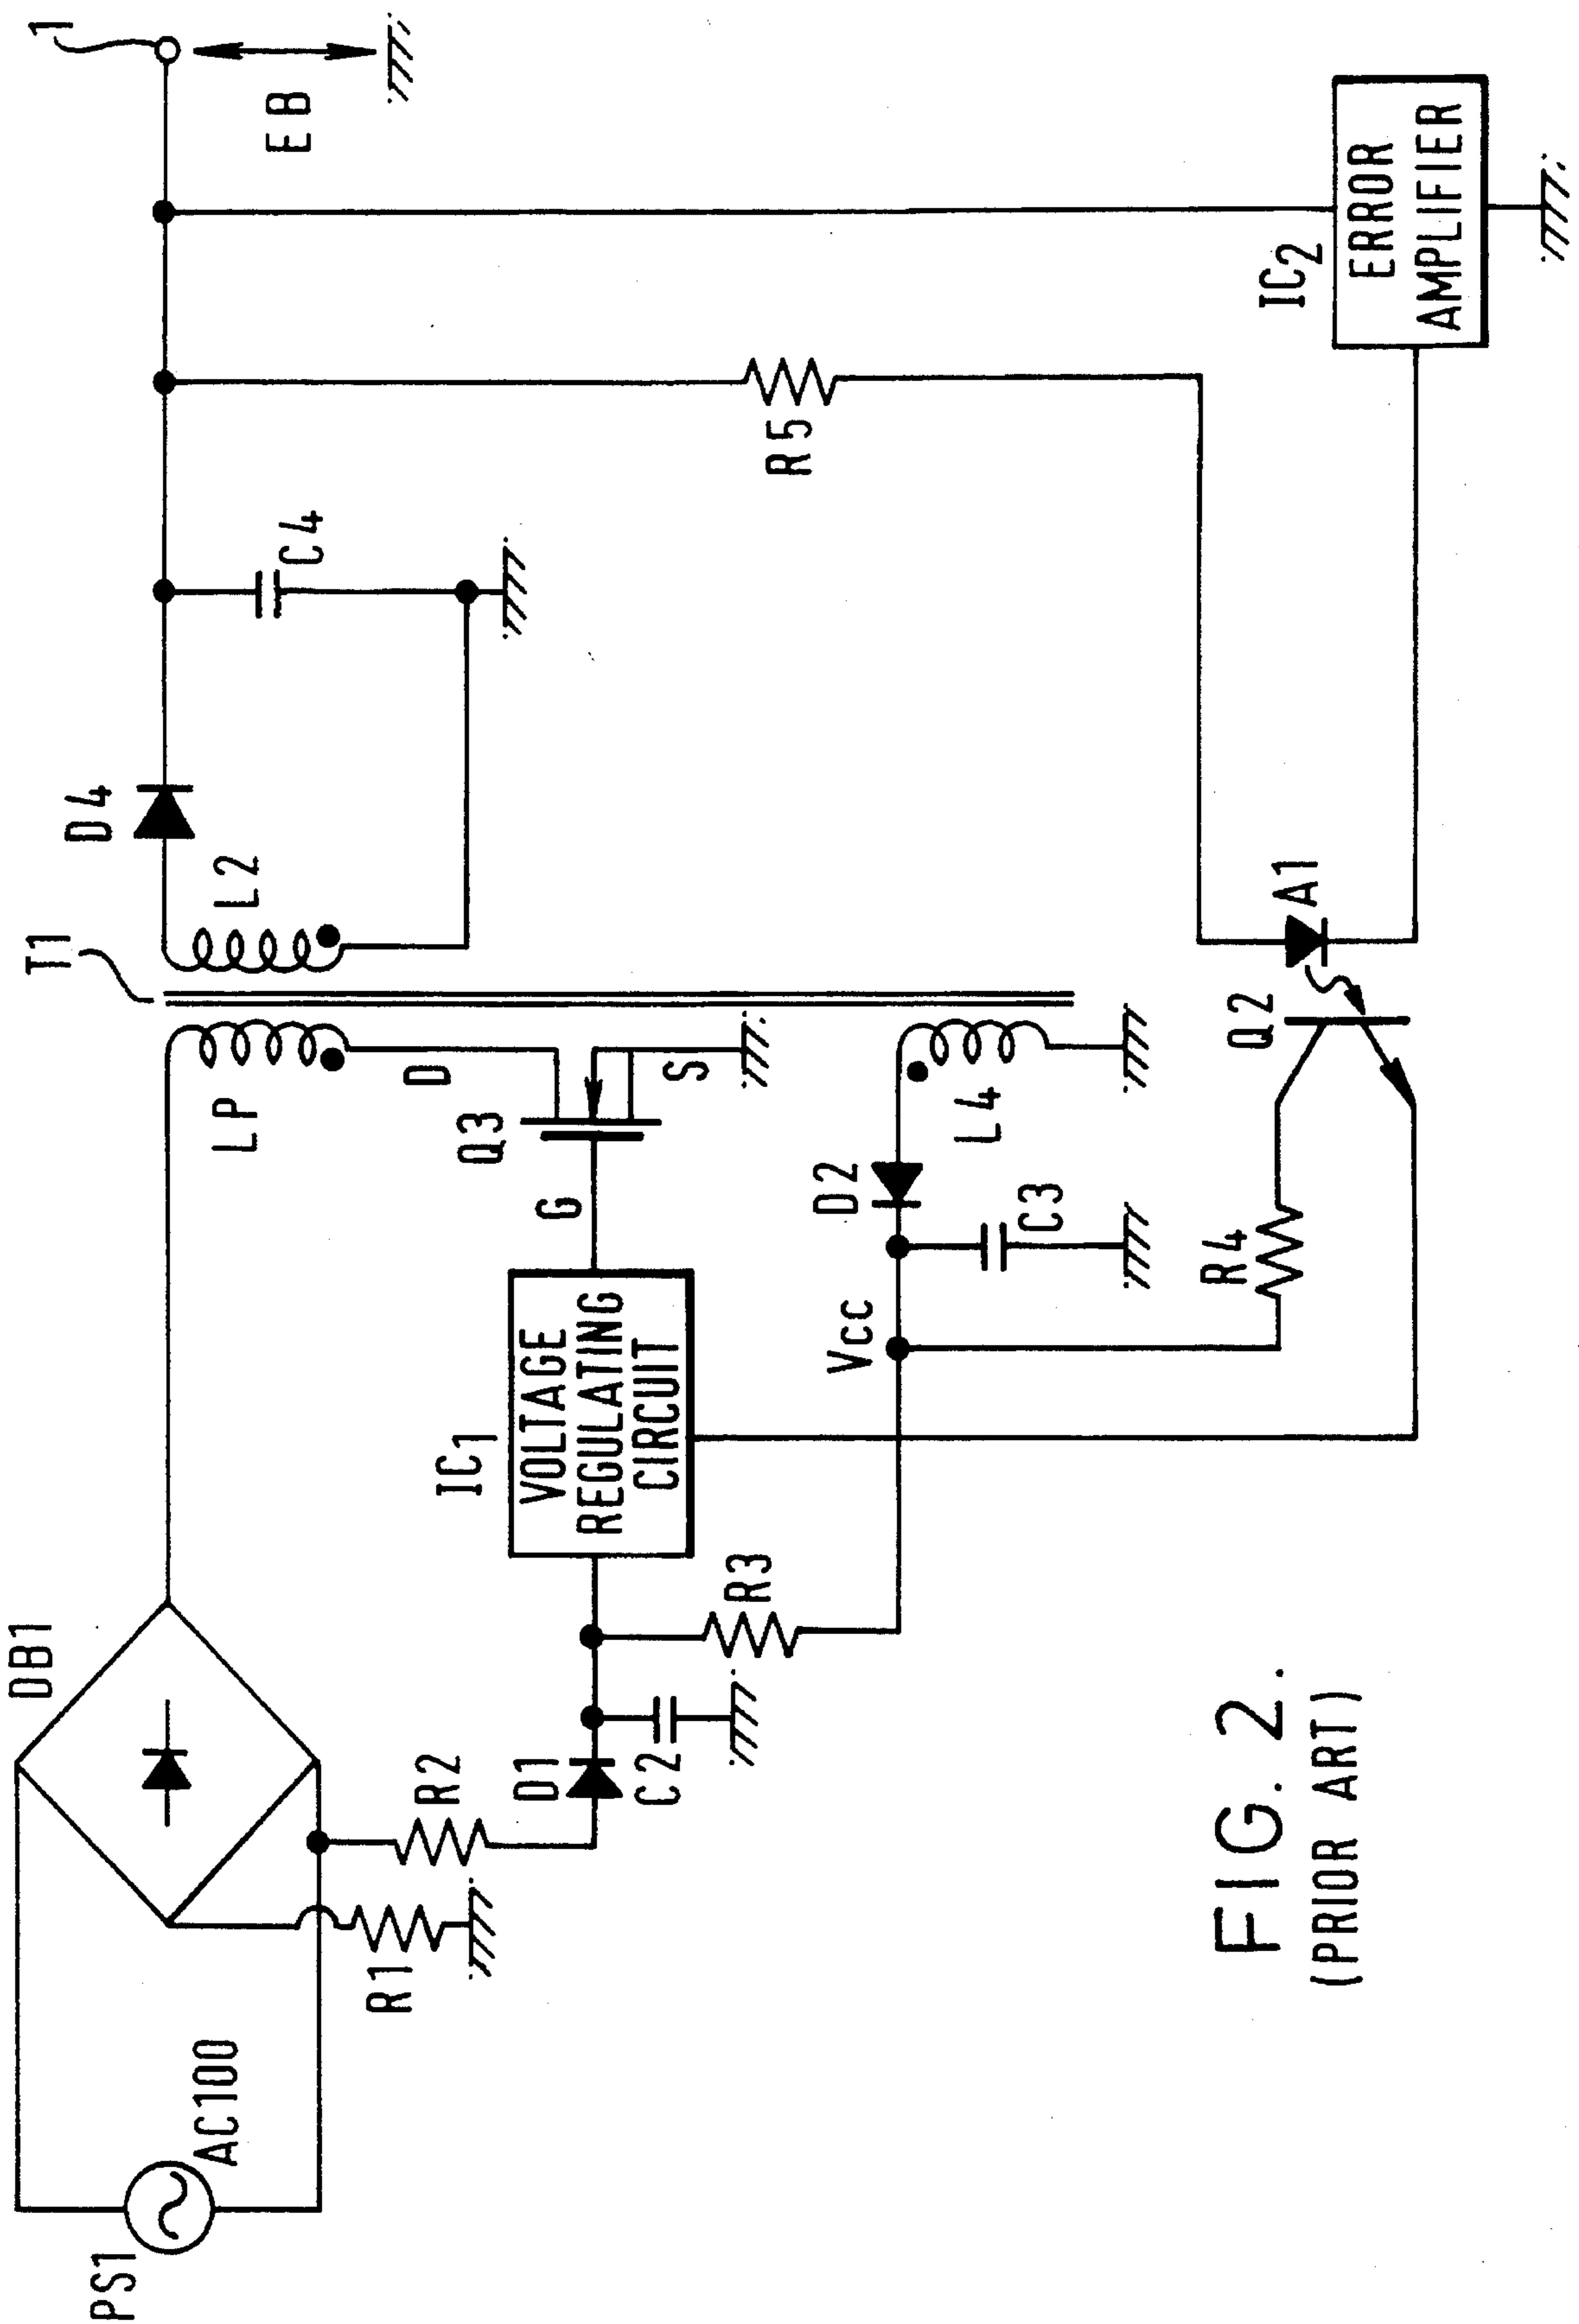 PS1
AC100
DB1
R1
R2
D1
C2
R3
IC1
VOLTAGE
REGULATING
CIRCUIT
G
Q3
D
S
LP
T1
L2
D4
C4
R5
EB
1
Vcc
D2
C3
L4
R4
Q2
A1
IC2
ERROR
AMPLIFIER
FIG. 2.
(PRIOR ART)